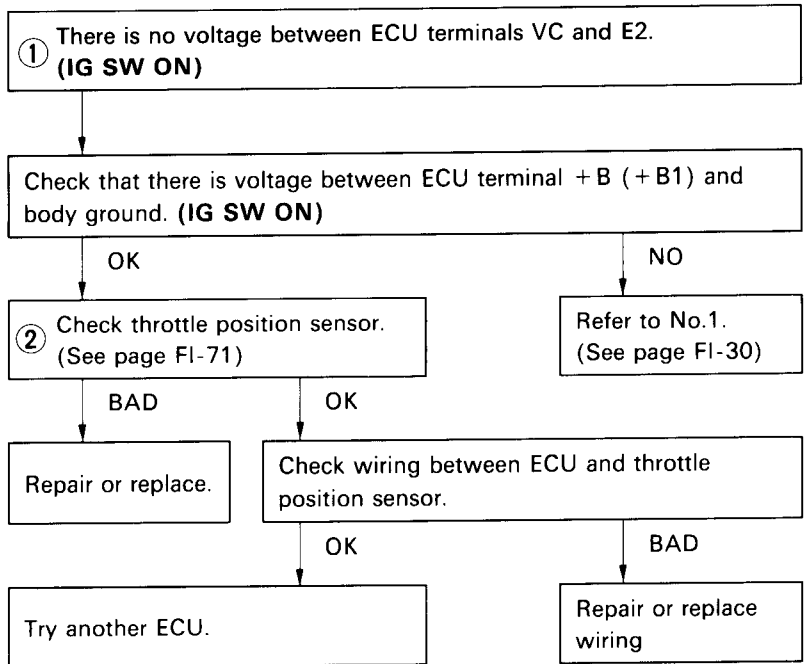 ① There is no voltage between ECU terminals VC and E2.
(IG SW ON)
Check that there is voltage between ECU terminal +B (+B1) and
body ground. (IG SW ON)
OK
NO
② Check throttle position sensor.
(See page FI-71)
Refer to No.1.
(See page FI-30)
BAD
OK
Repair or replace.
Check wiring between ECU and throttle
position sensor.
OK
BAD
Try another ECU.
Repair or replace
wiring